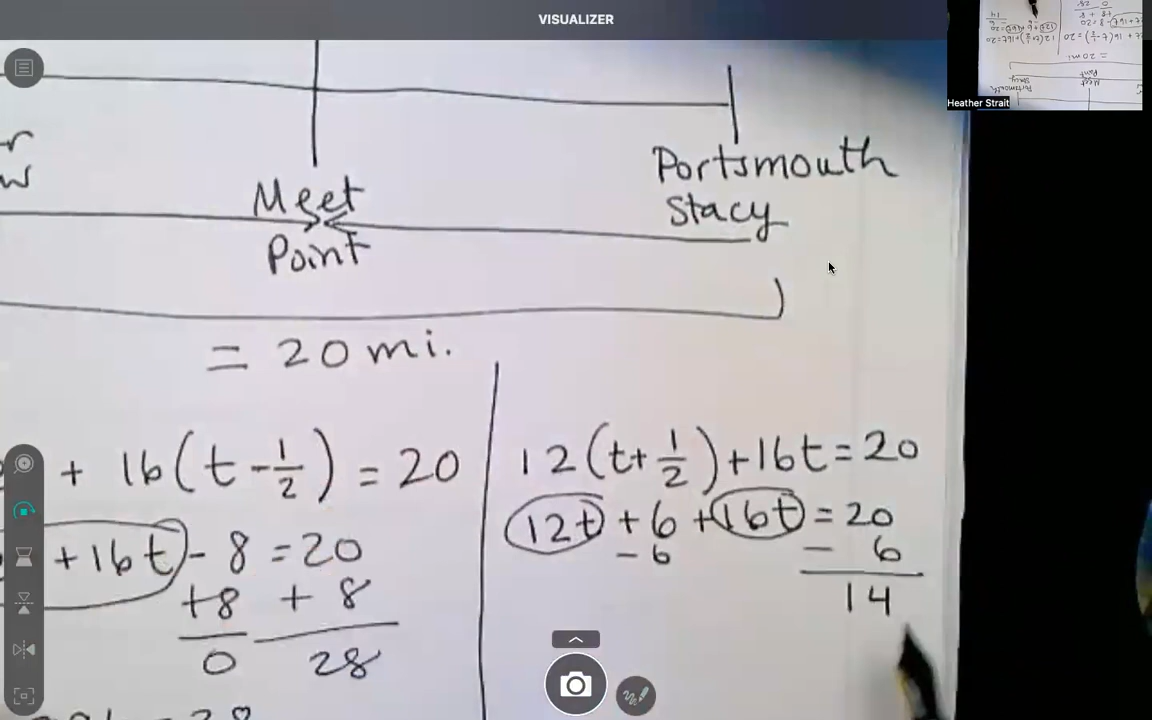 VISUALIZER
Heather Strait
Portsmouth
Stacy
Meet
Point
= 20 mi.
+ 16(t - 1/2) = 20
+16t - 8 = 20
+8 + 8
0 28
12(t + 1/2) + 16t = 20
12t + 6 + 16t = 20
- 6 - 6
14